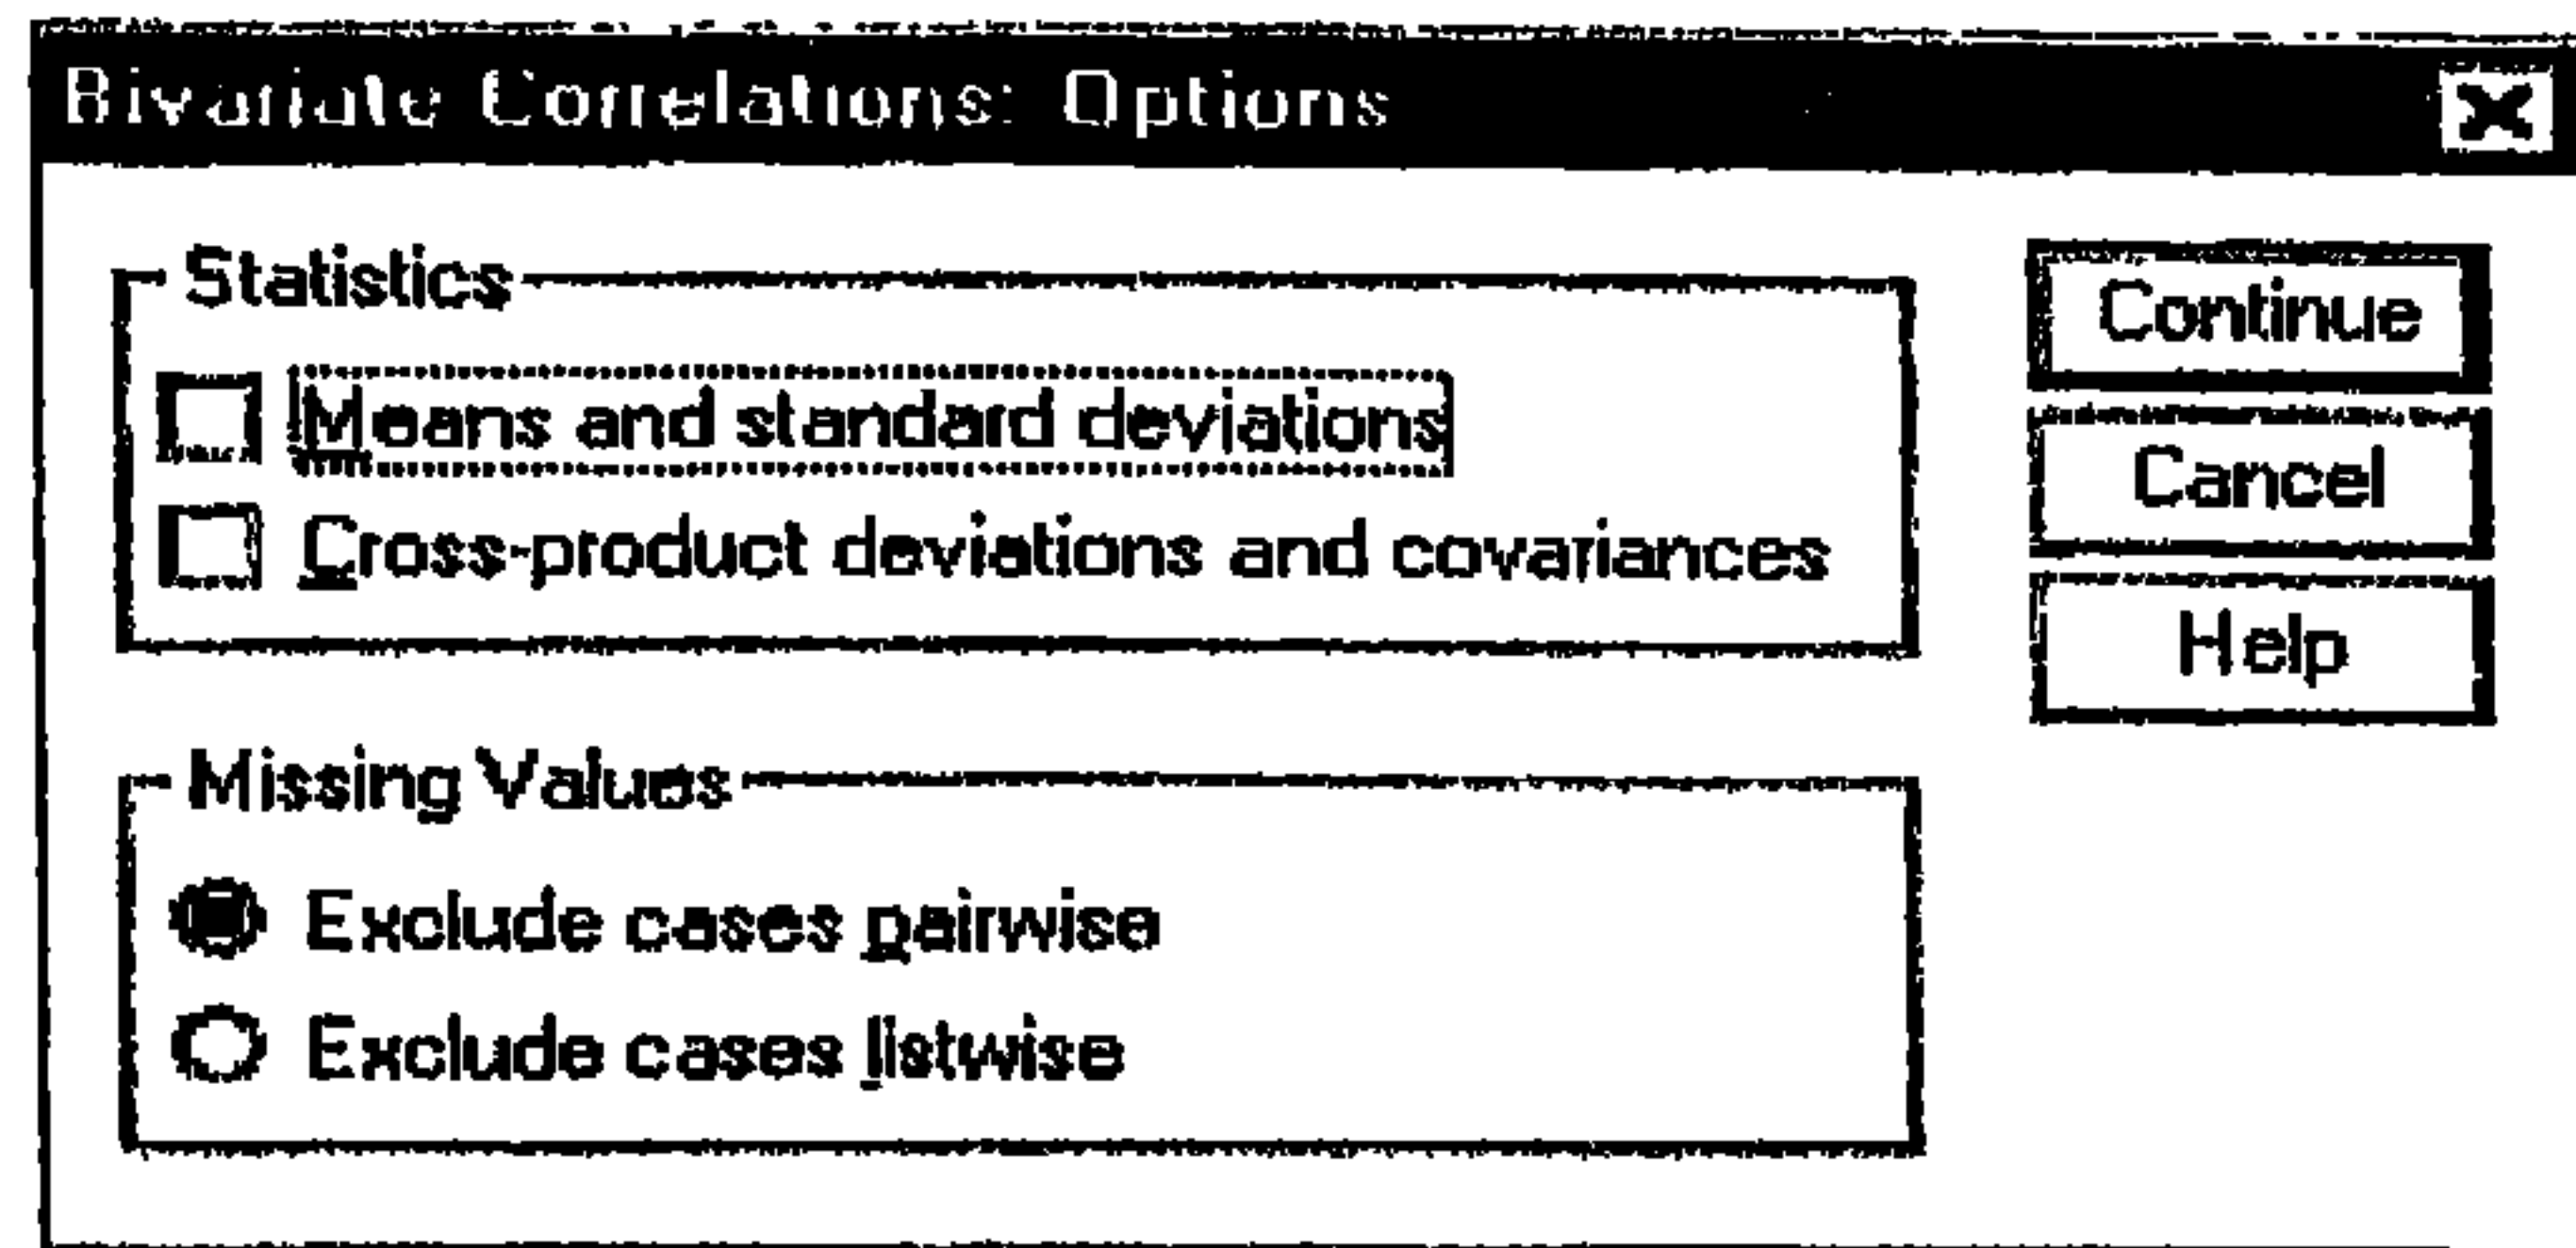 Bivariate Correlations: Options
Statistics
Means and standard deviations
Cross-product deviations and covariances
Missing Values
Exclude cases pairwise
Exclude cases listwise
Continue
Cancel
Help